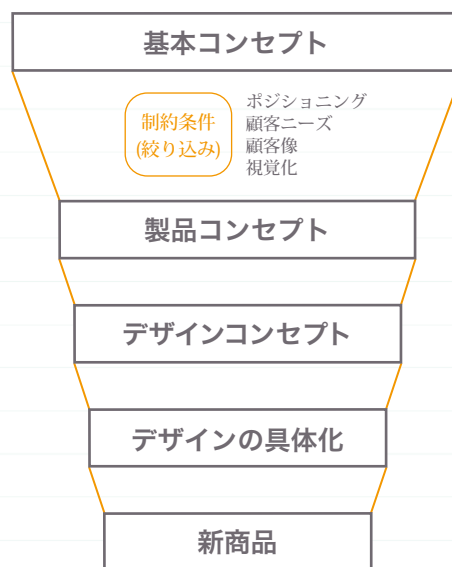 基本コンセプト
制約条件
(絞り込み)
ポジショニング
顧客ニーズ
顧客像
視覚化
製品コンセプト
デザインコンセプト
デザインの具体化
新商品